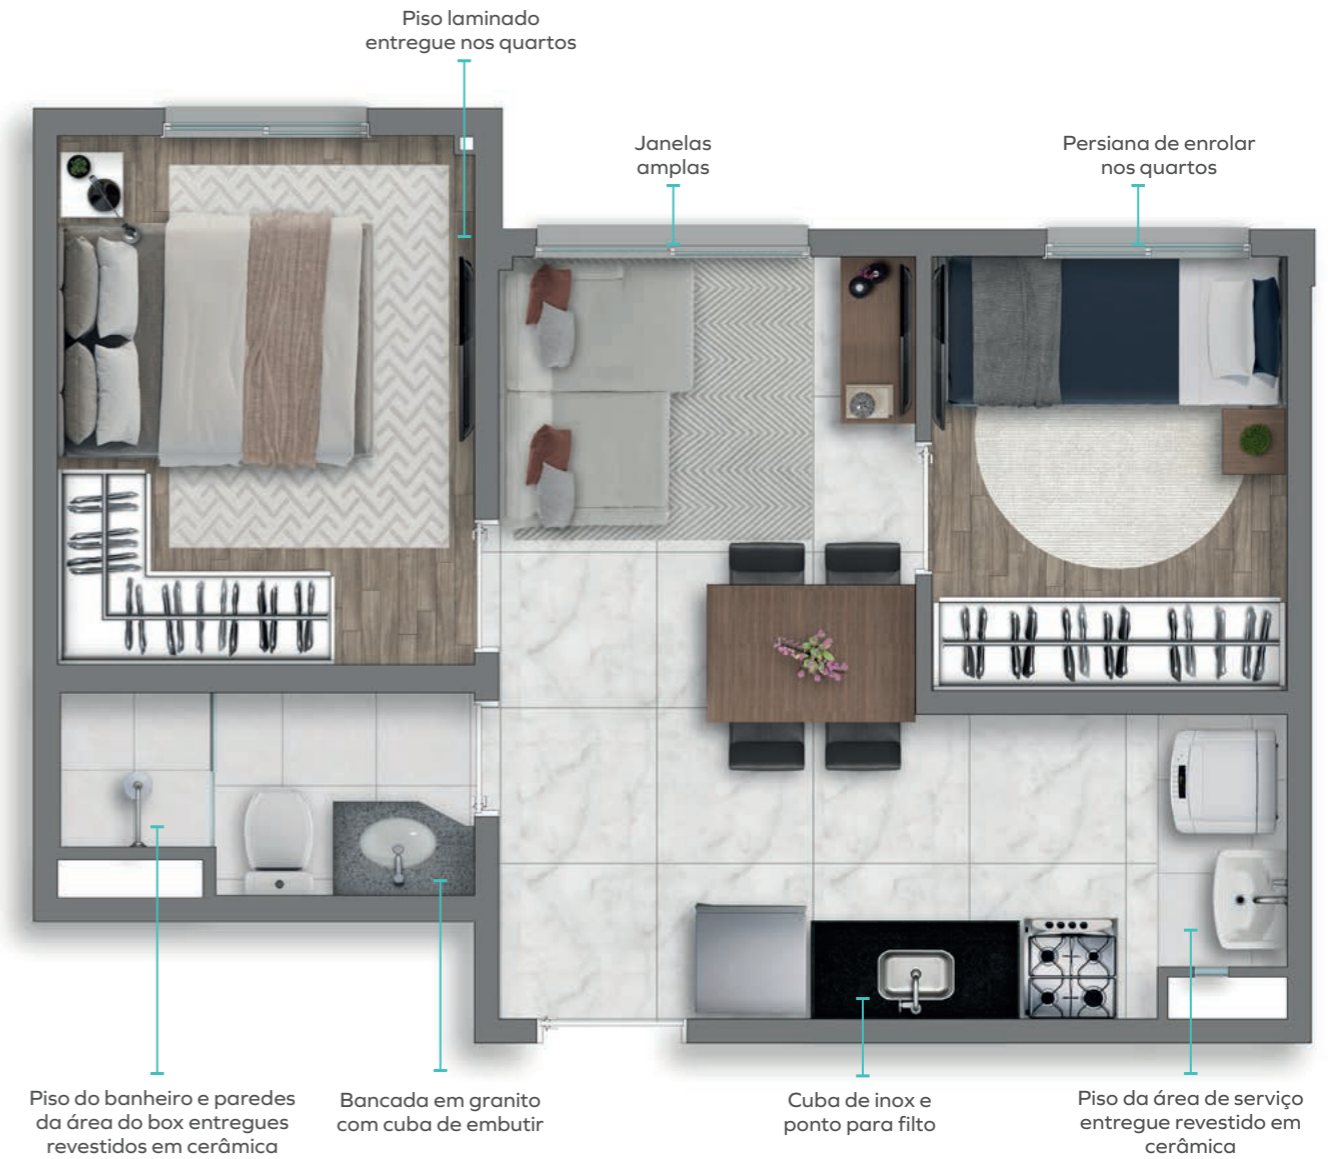 Piso laminado
entregue nos quartos
Janelas
amplas
Persiana de enrolar
nos quartos
Piso do banheiro e paredes
da área do box entregues
revestidos em cerâmica
Bancada em granito
com cuba de embutir
Cuba de inox e
ponto para filto
Piso da área de serviço
entregue revestido em
cerâmica